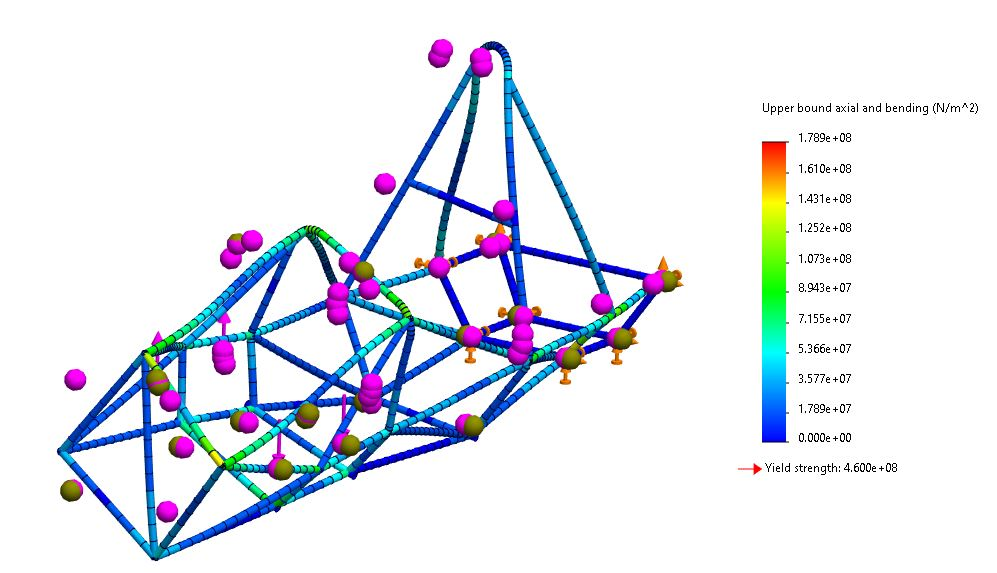 Upper bound axial and bending (N/m^2)
1.789e+08
1.610e+08
1.431e+08
1.252e+08
1.073e+08
8.943e+07
7.155e+07
5.366e+07
3.577e+07
1.789e+07
0.000e+00
Yield strength: 4.600e+08